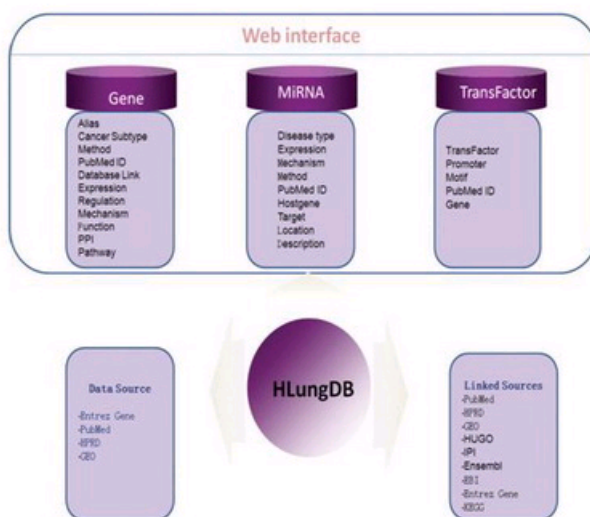 Web interface
Gene
Alias
Cancer Subtype
Method
PubMed ID
Database Link
Expression
Regulation
Mechanism
Function
PPI
Pathway
MiRNA
Disease type
Expression
Mechanism
Method
PubMed ID
Hostgene
Target
Location
Description
TransFactor
TransFactor
Promoter
Motif
PubMed ID
Gene
HLungDB
Data Source
-Entrez Gene
-PubMed
-HPRD
-GEO
Linked Sources
-PubMed
-HPRD
-GEO
-HUGO
-IPI
-Ensembl
-EBI
-Entrez Gene
-KEGG